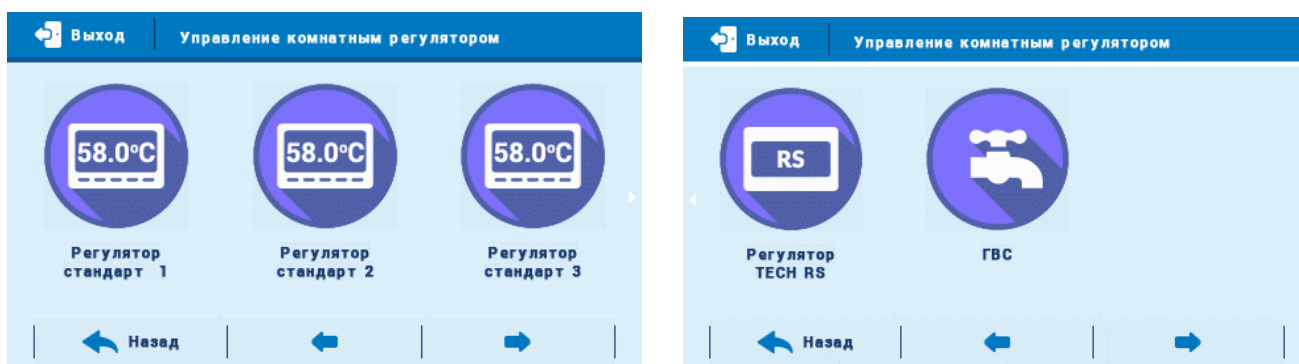 Выход Управление комнатным регулятором
58.0°C 58.0°C 58.0°C
Регулятор стандарт 1
Регулятор стандарт 2
Регулятор стандарт 3
Назад
Выход Управление комнатным регулятором
RS
Регулятор
TECH RS
ГВС
Назад